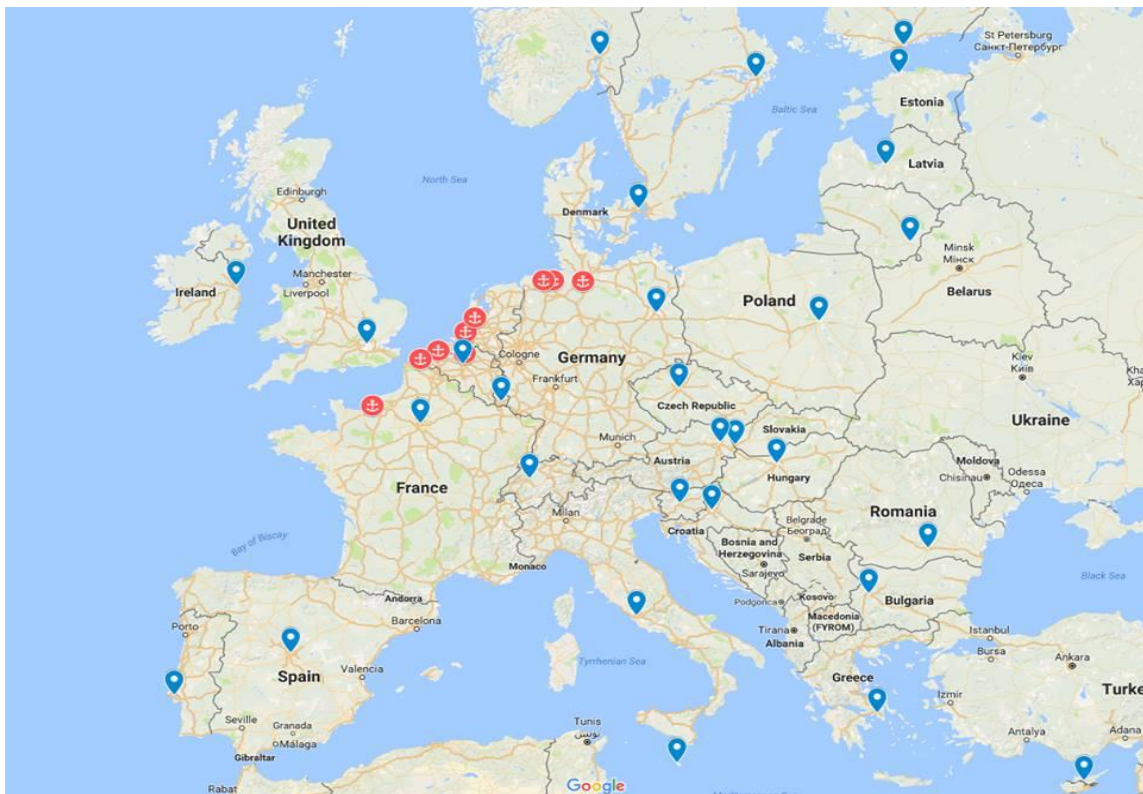 St Petersburg
Санкт-Петербург
Estonia
Baltic Sea
Latvia
North Sea
Edinburgh
Denmark
United
Kingdom
Minsk
Мінск
Manchester
Ireland
Liverpool
Belarus
Poland
Cologne
Germany
Kiev
Київ
Frankfurt
Czech Republic
Ukraine
Slovakia
Munich
Austria
Moldova
Hungary
Chisinau
Odessa
Одеса
France
Milan
Romania
Croatia
Belgrade
Београд
Bay of Biscay
Bosnia and
Herzegovina
Serbia
Monaco
Sarajevo
Black Sea
Andorra
Kosovo
Bulgaria
Podgorica
Porto
Barcelona
Macedonia
(FYROM)
Tirana
Albania
Istanbul
Bursa
Ankara
Tyrrhenian Sea
Spain
Valencia
Greece
Izmir
Turke
Seville
Granada
Málaga
Tunis
تونس
Antalya
Adana
Gibraltar
Rabat
Google